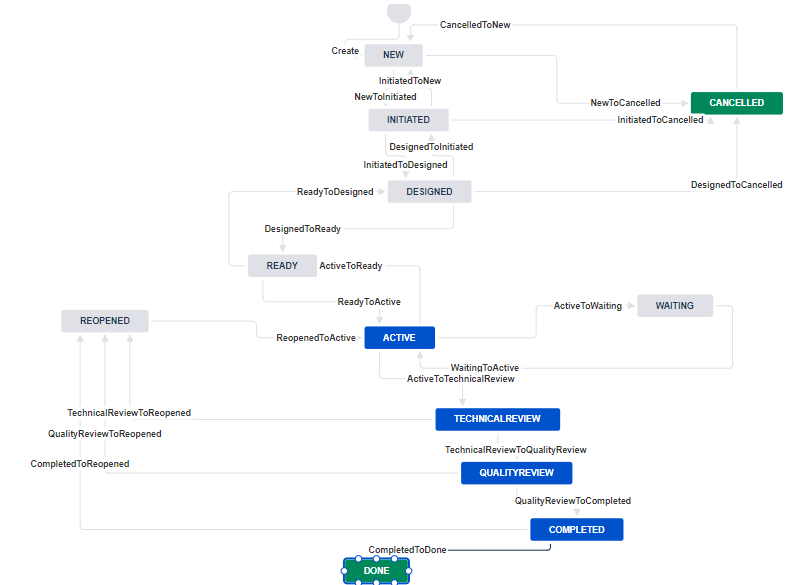 CancelledToNew
Create
NEW
InitiatedToNew
NewToInitiated
NewToCancelled
CANCELLED
INITIATED
InitiatedToCancelled
DesignedToInitiated
InitiatedToDesigned
DesignedToCancelled
ReadyToDesigned
DESIGNED
DesignedToReady
READY
ActiveToReady
ReadyToActive
ActiveToWaiting
WAITING
REOPENED
ReopenedToActive
ACTIVE
WaitingToActive
ActiveToTechnicalReview
TechnicalReviewToReopened
TECHNICALREVIEW
QualityReviewToReopened
TechnicalReviewToQualityReview
CompletedToReopened
QUALITYREVIEW
QualityReviewToCompleted
COMPLETED
CompletedToDone
DONE